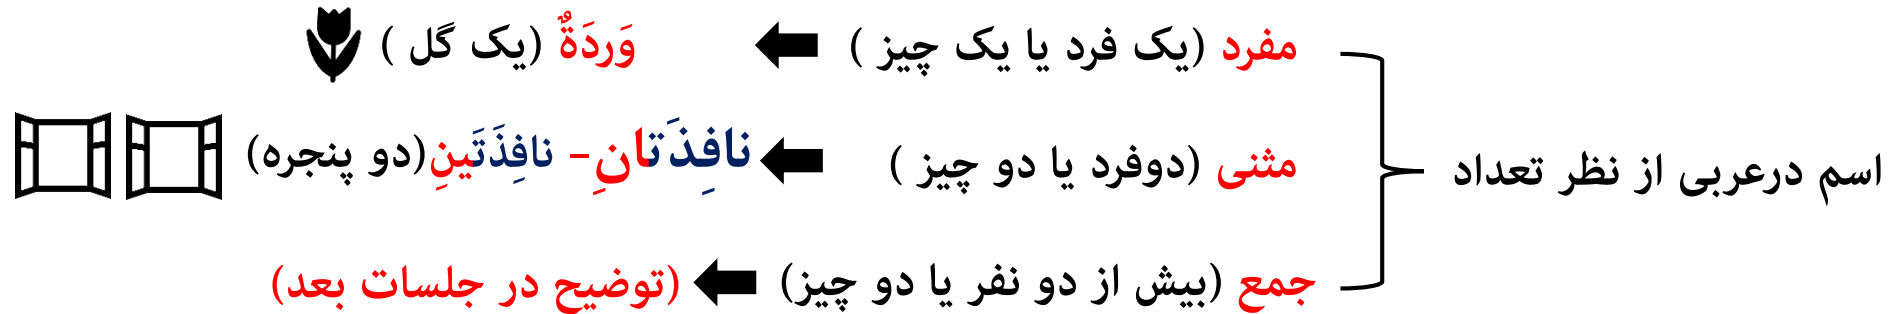 مفرد (یک فرد یا یک چیز ) وَردَةٌ (یک گل )
اسم درعربی از نظر تعداد
مثنی (دوفرد یا دو چیز ) نافِذَتانِ - نافِذَتَینِ(دو پنجره)
جمع (بیش از دو نفر یا دو چیز) (توضیح در جلسات بعد)